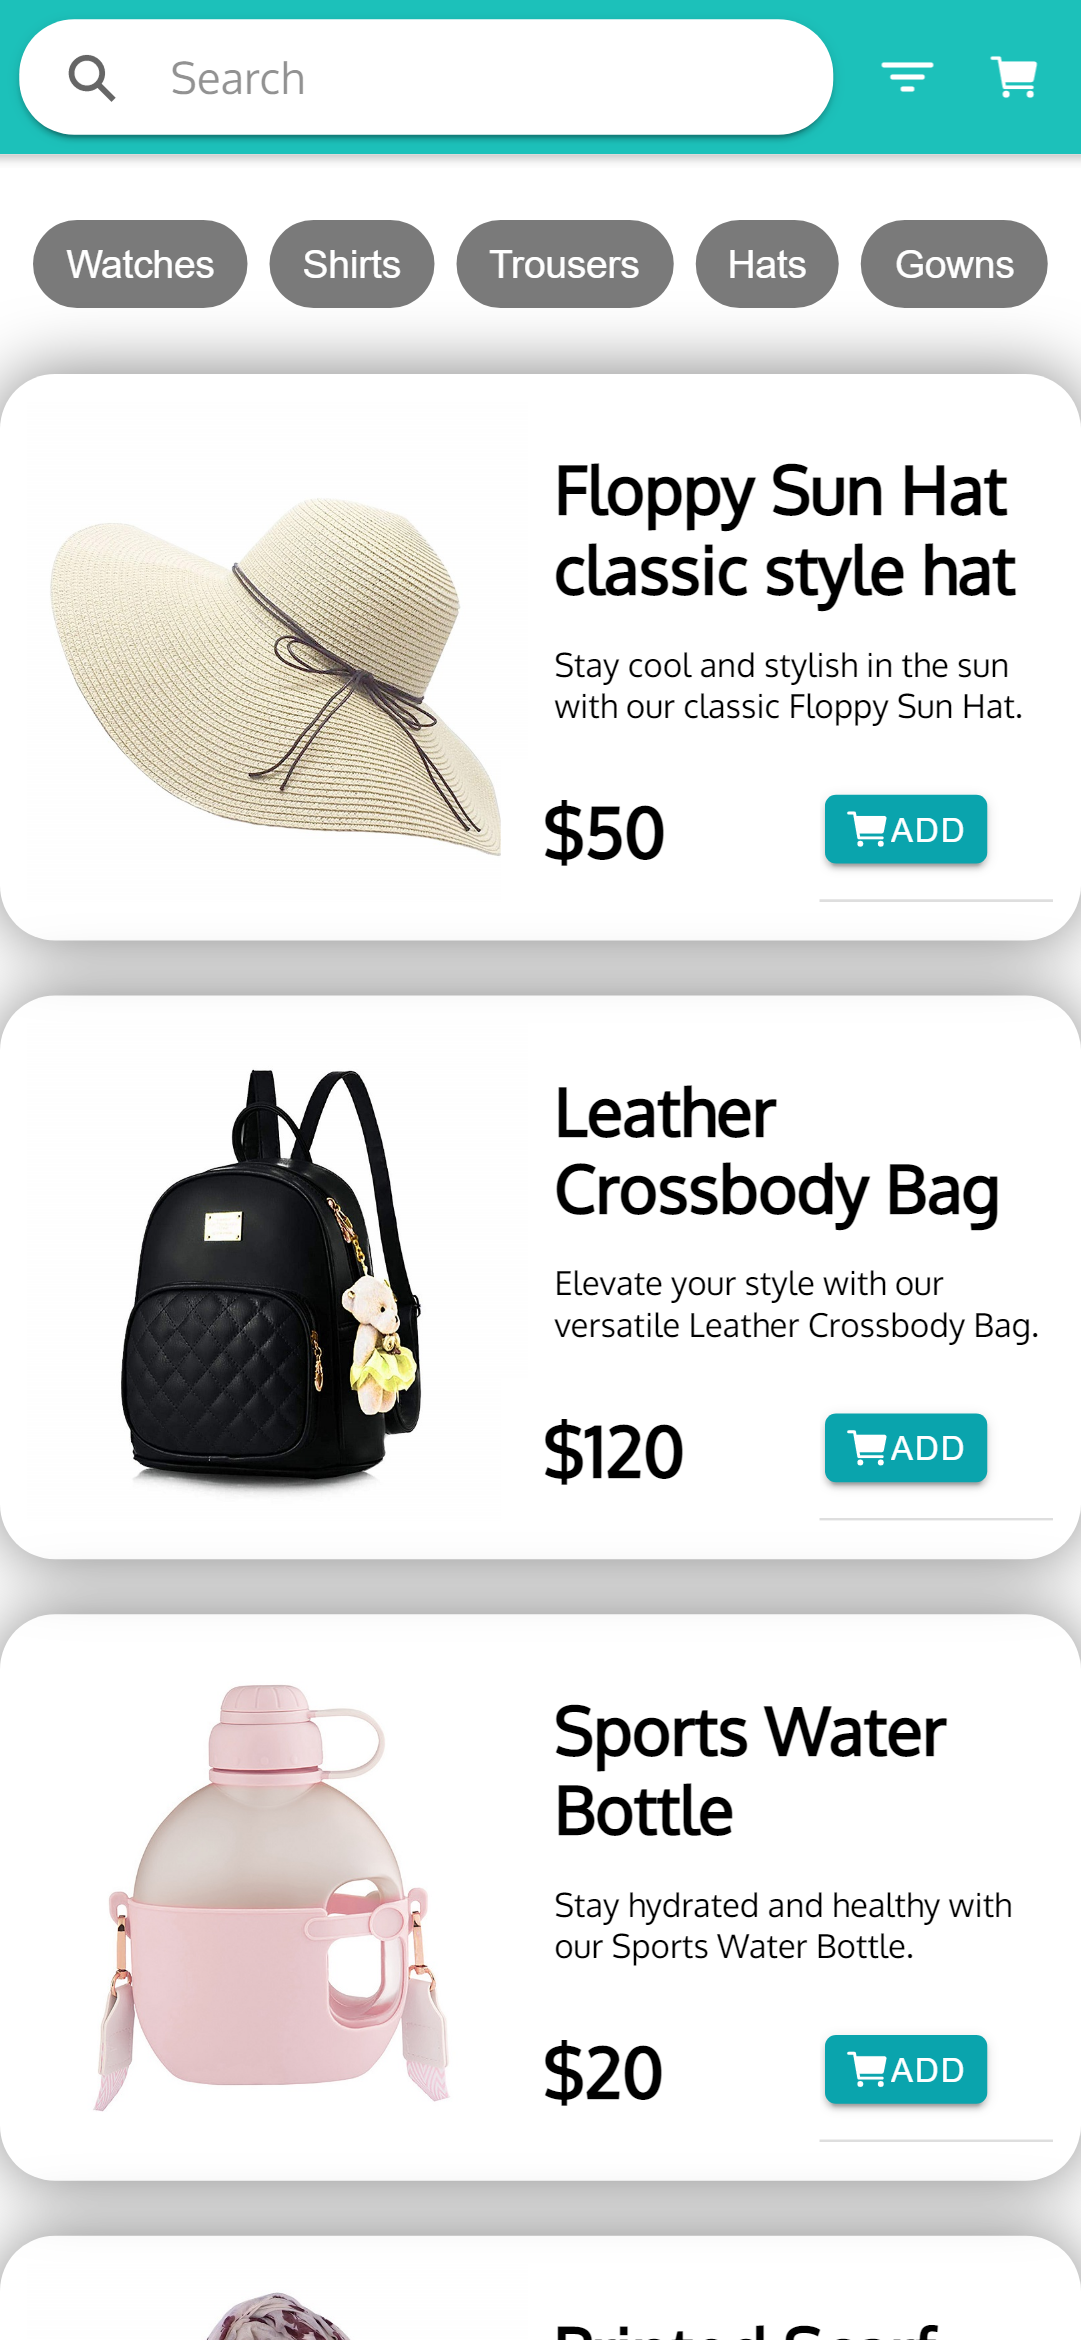 Search
Watches
Shirts
Trousers
Hats
Gowns
Floppy Sun Hat
classic style hat
Stay cool and stylish in the sun
with our classic Floppy Sun Hat.
$50
ADD
Leather
Crossbody Bag
Elevate your style with our
versatile Leather Crossbody Bag.
$120
ADD
Sports Water
Bottle
Stay hydrated and healthy with
our Sports Water Bottle.
$20
ADD
Printed Scarf